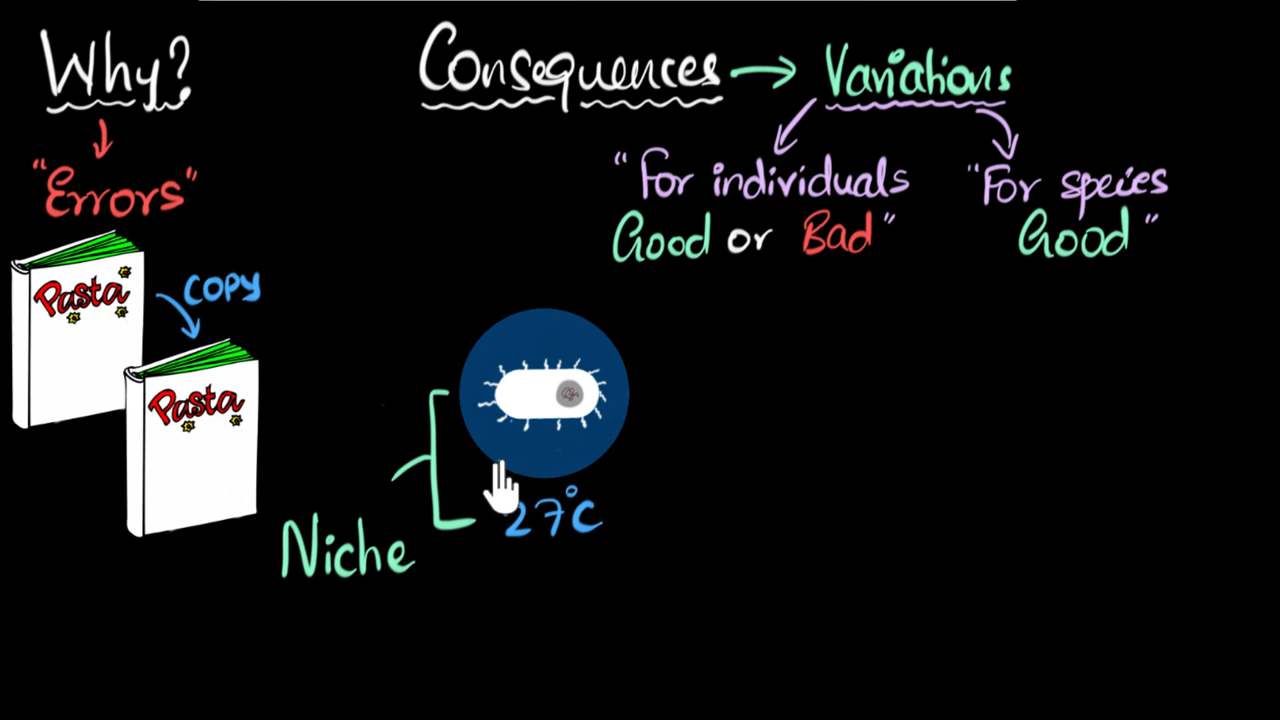 Why?
"Errors"
Pasta
COPY
Pasta
Consequences → Variations
"For individuals
Good or Bad"
"For species
Good"
27°C
Niche